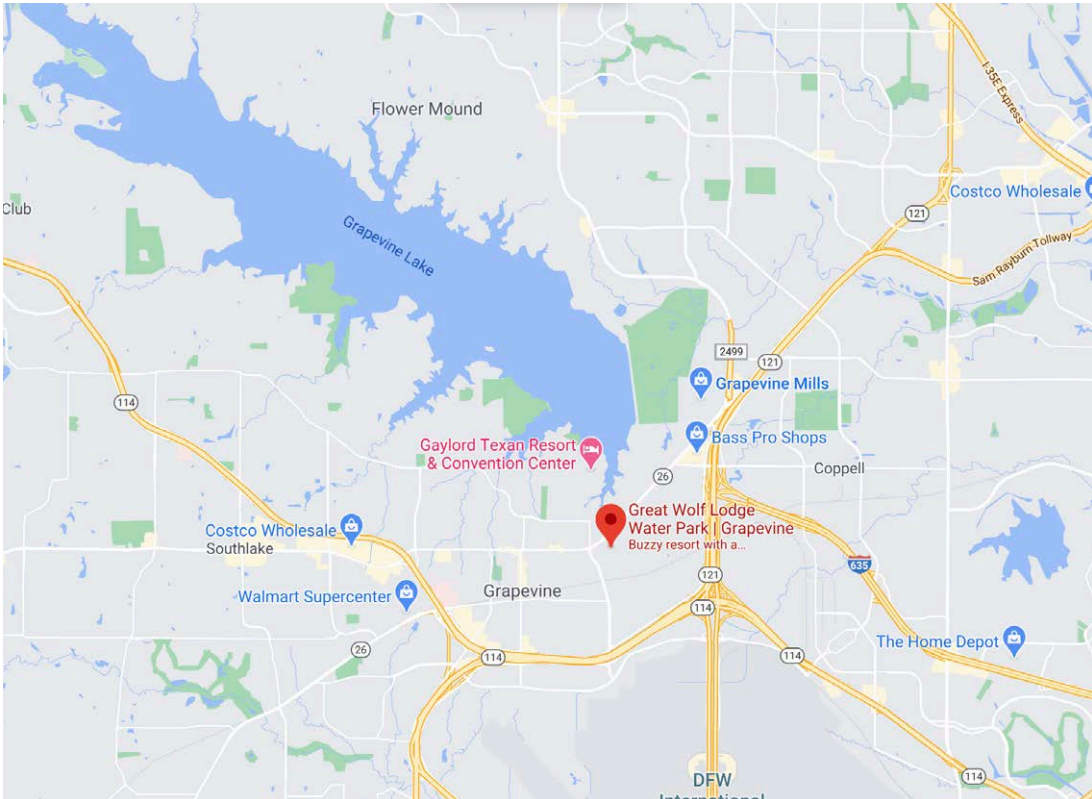 Flower Mound
I-35E Express
Costco Wholesale
Club
121
Grapevine Lake
Sam Rayburn Tollway
2499
121
114
Grapevine Mills
Bass Pro Shops
Gaylord Texan Resort
& Convention Center
Coppell
26
Great Wolf Lodge
Water Park | Grapevine
Buzzy resort with a...
Costco Wholesale
Southlake
635
121
Walmart Supercenter
Grapevine
114
26
The Home Depot
114
114
DFW
International
114